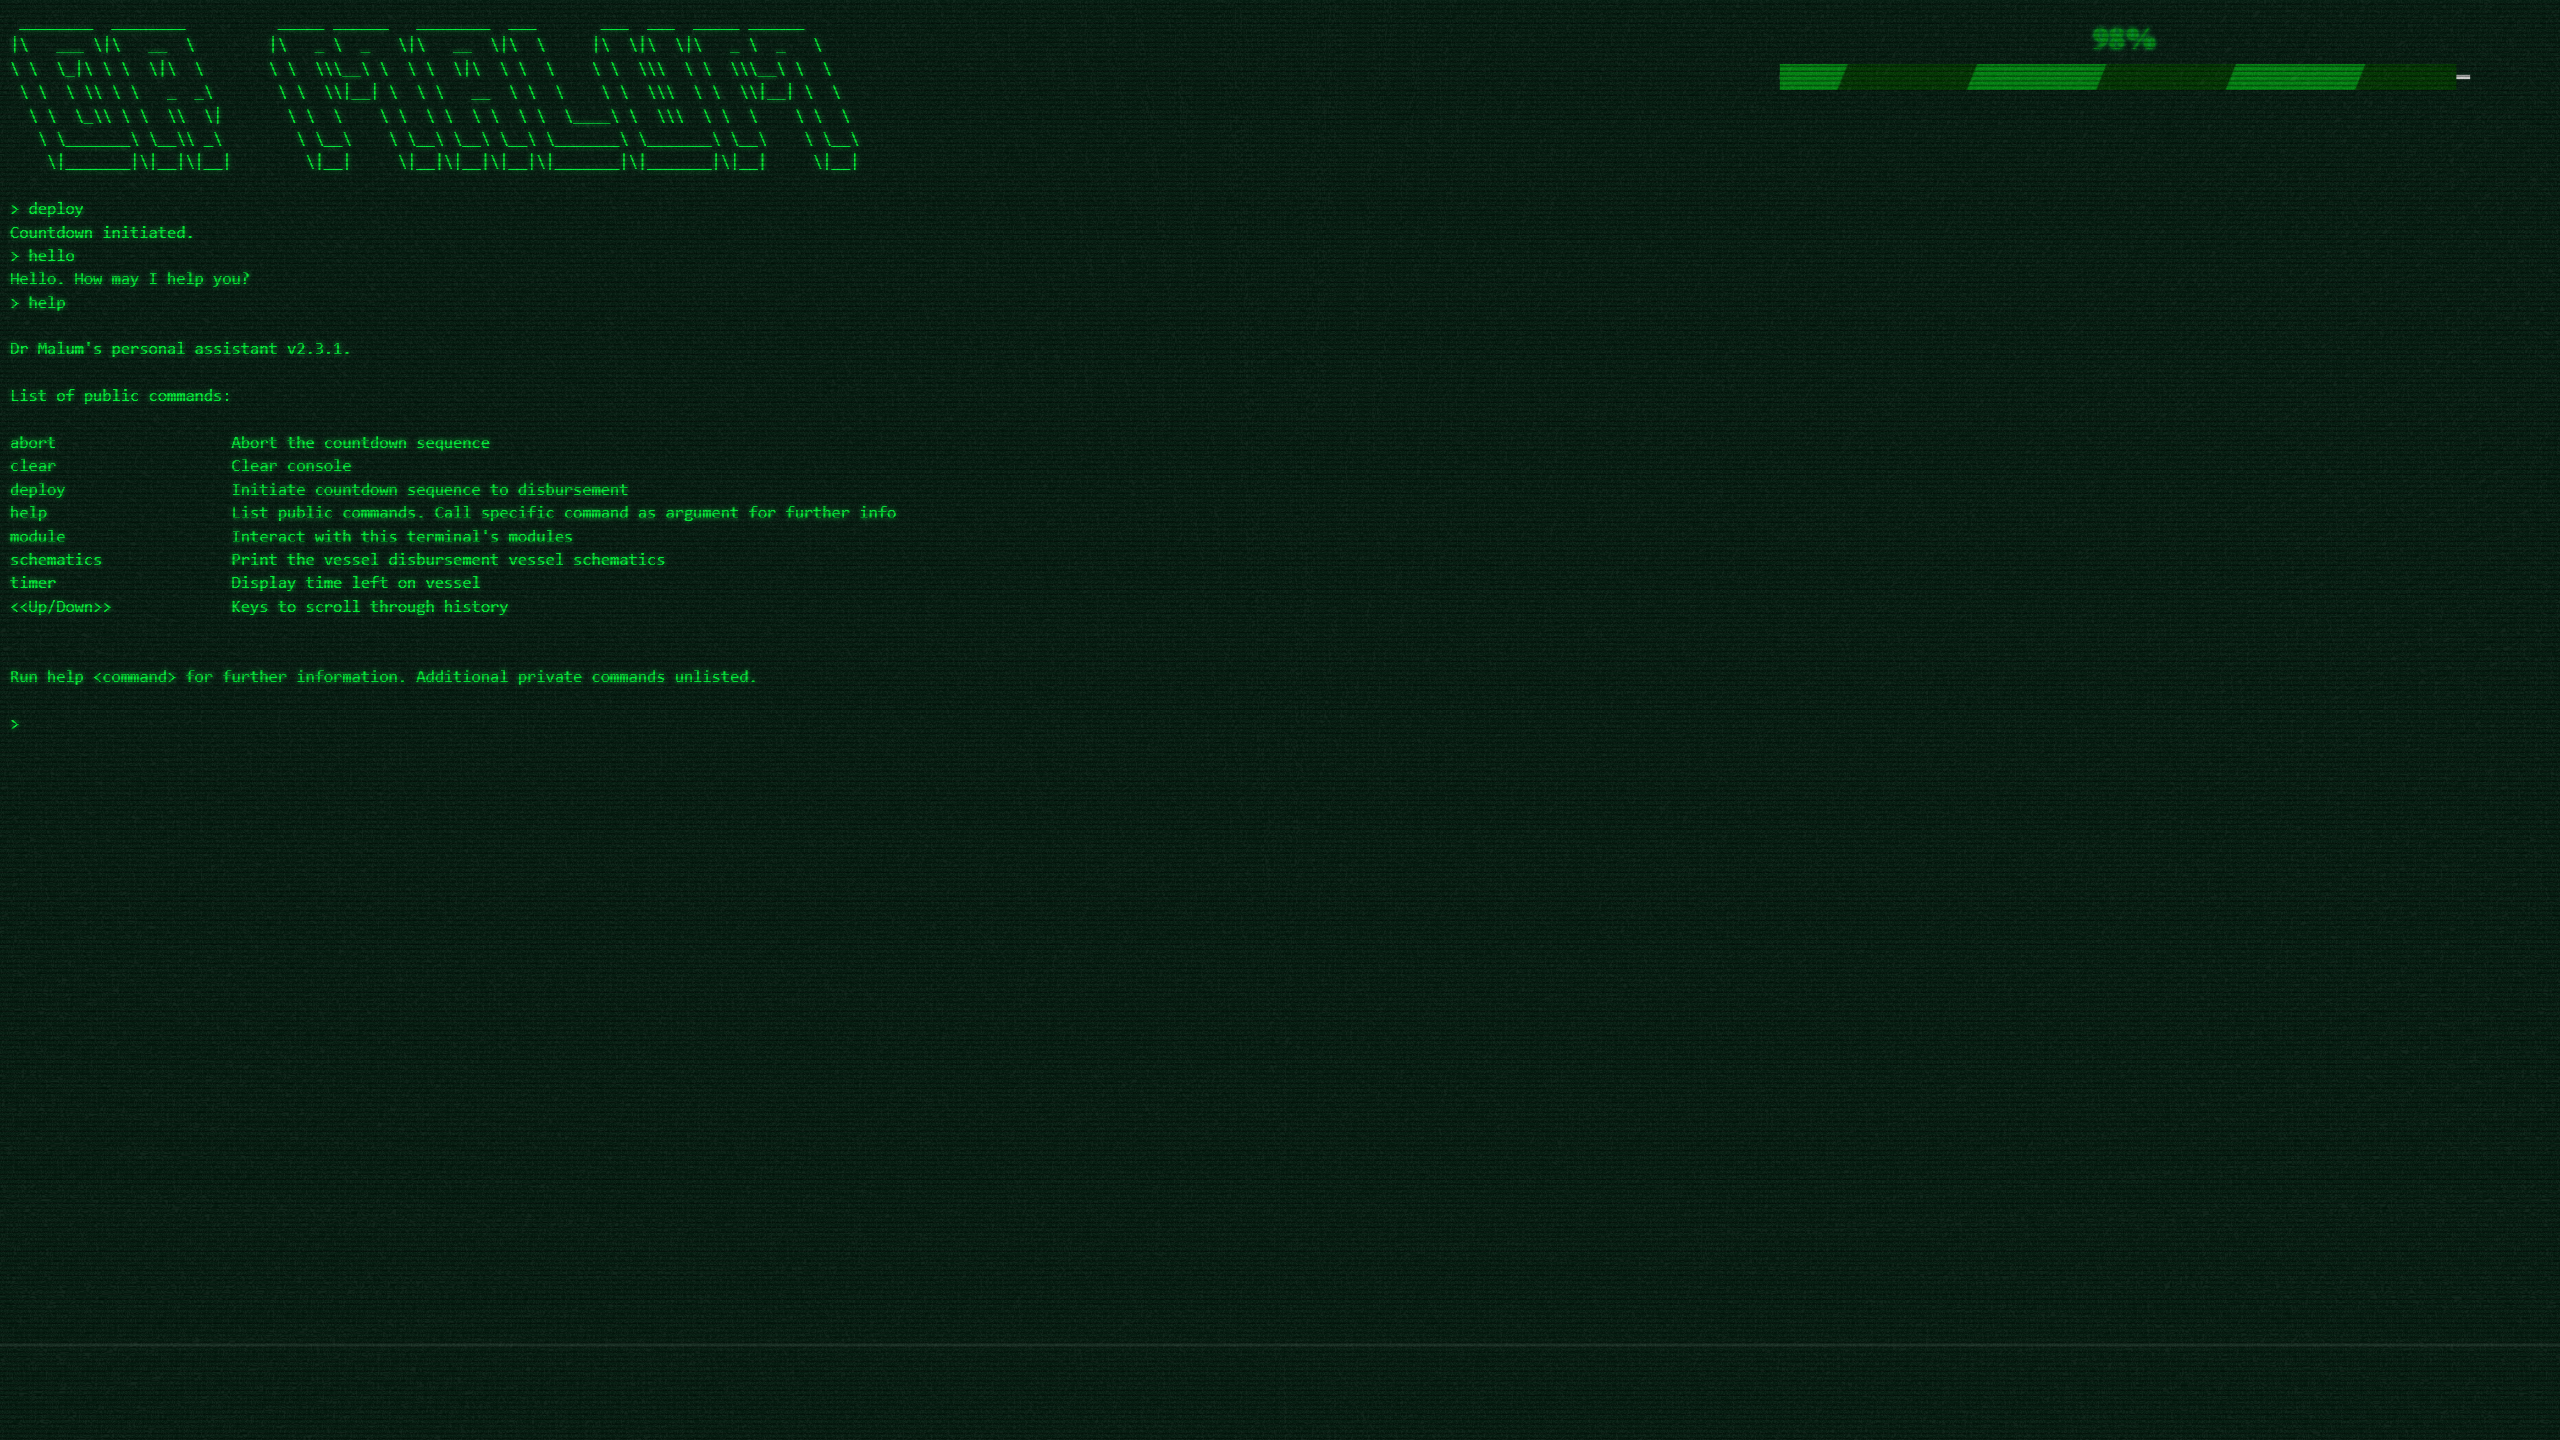 DR MALUM
98%
> deploy
Countdown initiated.
> hello
Hello. How may I help you?
> help
Dr Malum's personal assistant v2.3.1.
List of public commands:
abort Abort the countdown sequence
clear Clear console
deploy Initiate countdown sequence to disbursement
help List public commands. Call specific command as argument for further info
module Interact with this terminal's modules
schematics Print the vessel disbursement vessel schematics
timer Display time left on vessel
<<Up/Down>> Keys to scroll through history
Run help <command> for further information. Additional private commands unlisted.
>